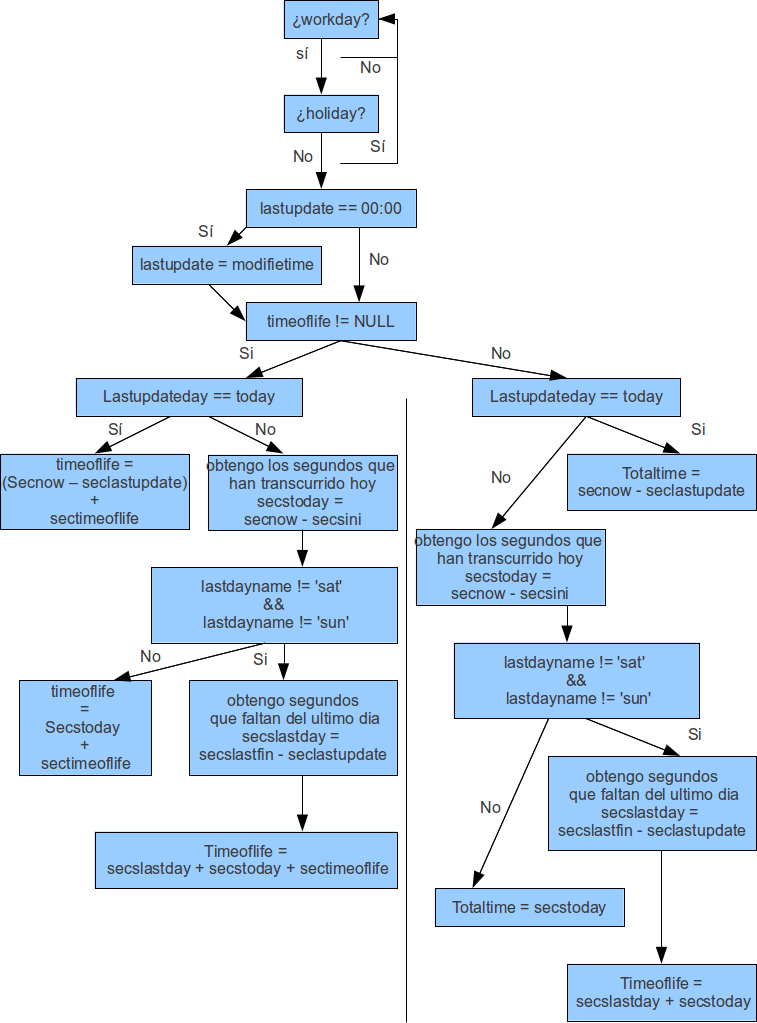 ¿workday?
sí
No
¿holiday?
No
Sí
lastupdate == 00:00
Sí
No
lastupdate = modifietime
timeoflife != NULL
Si
No
Lastupdateday == today
Lastupdateday == today
Sí
No
Si
timeoflife =
(Secnow – seclastupdate)
+
sectimeoflife
obtengo los segundos que
han transcurrido hoy
secstoday =
secnow - secsini
Totaltime =
secnow - seclastupdate
No
obtengo los segundos que
han transcurrido hoy
secstoday =
secnow - secsini
lastdayname != 'sat'
&&
lastdayname != 'sun'
No
Si
lastdayname != 'sat'
&&
lastdayname != 'sun'
timeoflife
=
Secstoday
+
sectimeoflife
obtengo segundos
que faltan del ultimo dia
secslastday =
secslastfin - seclastupdate
Si
No
obtengo segundos
que faltan del ultimo dia
secslastday =
secslastfin - seclastupdate
Timeoflife =
secslastday + secstoday + sectimeoflife
Totaltime = secstoday
Timeoflife =
secslastday + secstoday